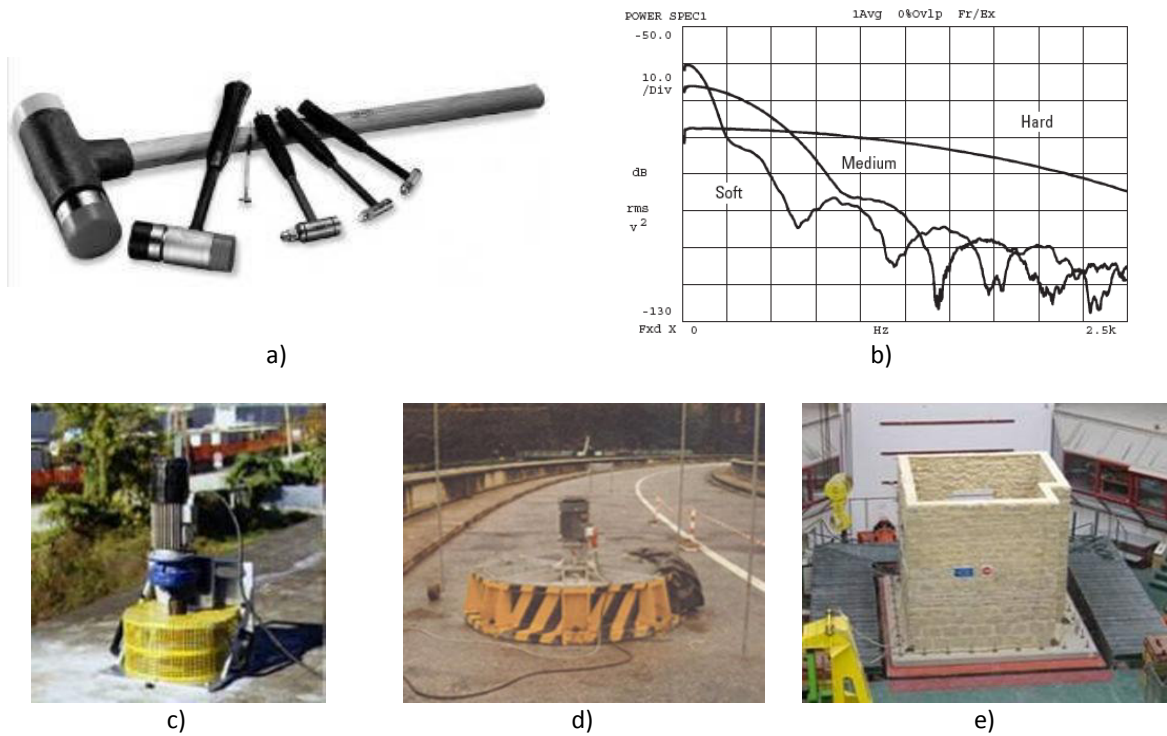 POWER SPEC1 1Avg 0%Ovlp Fr/Ex
-50.0
10.0
/Div
Hard
Medium
dB
Soft
rms
v²
-130
Fxd X 0 Hz 2.5k
a) b)
c) d) e)